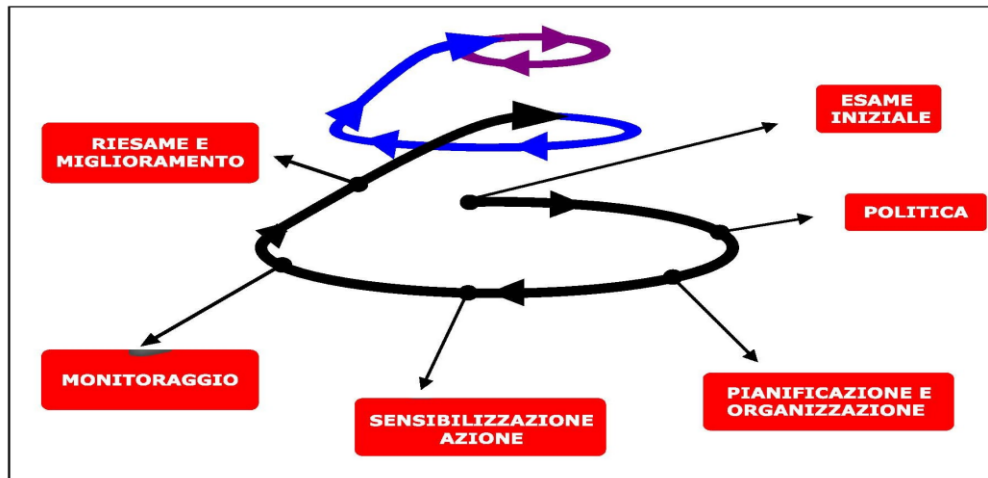 ESAME
INIZIALE
RIESAME E
MIGLIORAMENTO
POLITICA
MONITORAGGIO
PIANIFICAZIONE E
ORGANIZZAZIONE
SENSIBILIZZAZIONE
AZIONE